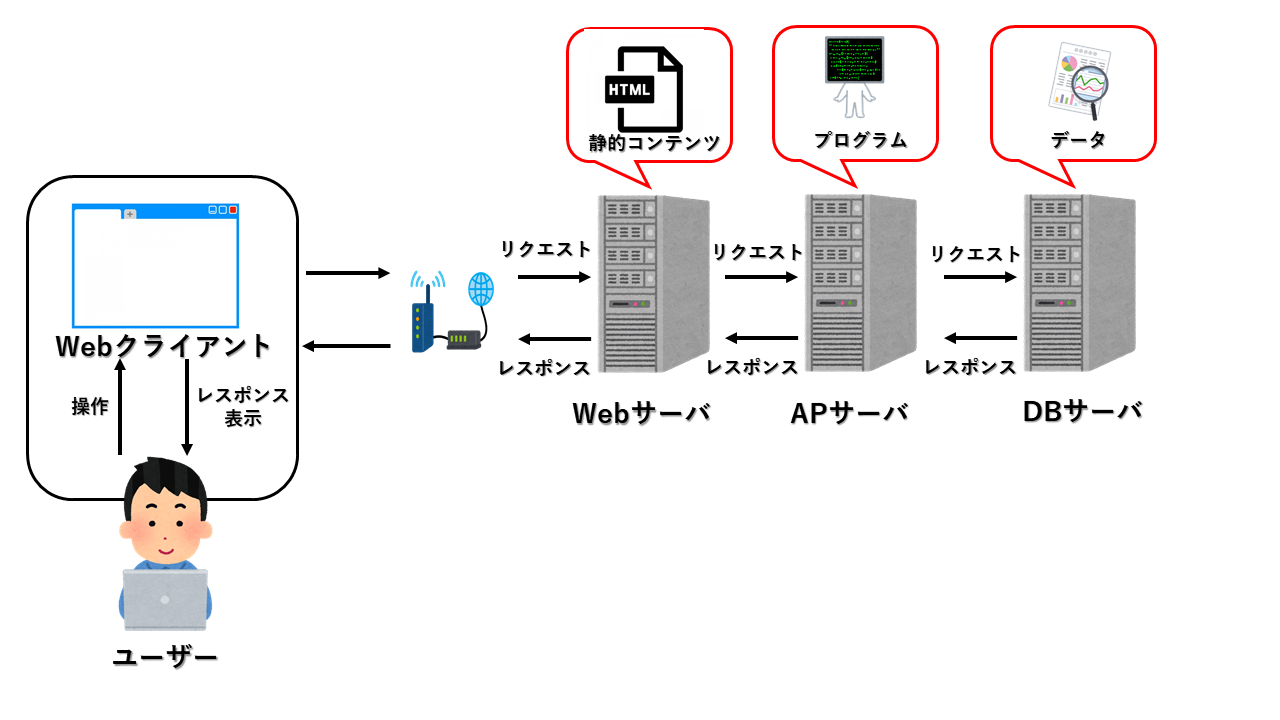 HTML
静的コンテンツ
プログラム
データ
リクエスト
リクエスト
リクエスト
レスポンス
レスポンス
レスポンス
Webサーバ
APサーバ
DBサーバ
Webクライアント
操作
レスポンス
表示
ユーザー